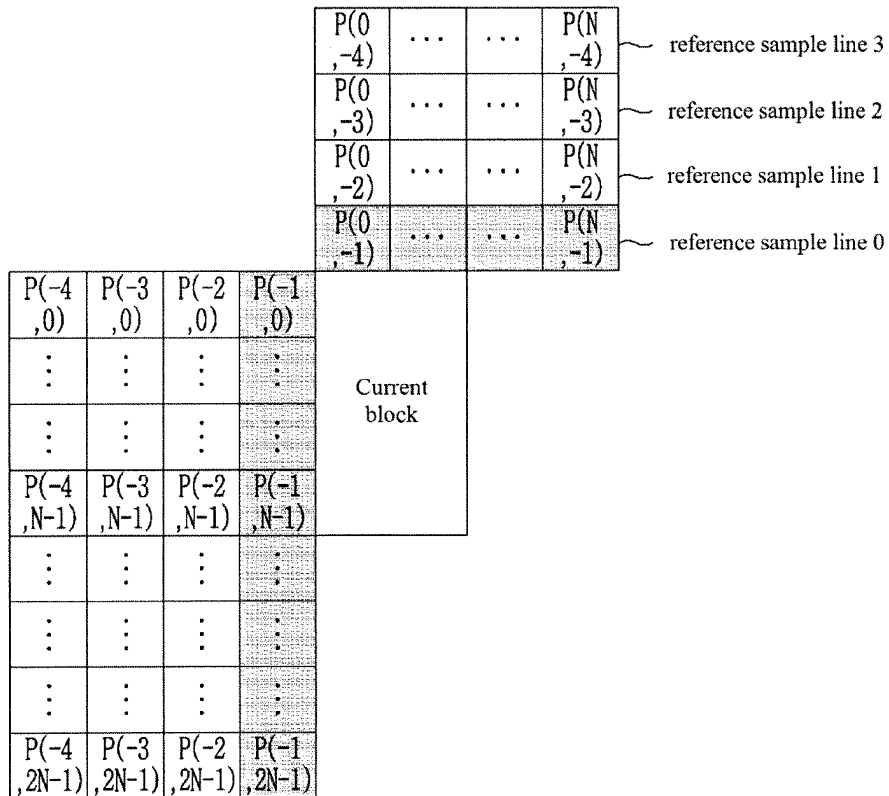 P(0 ,-4) ... ... P(N ,-4) reference sample line 3
P(0 ,-3) ... ... P(N ,-3) reference sample line 2
P(0 ,-2) ... ... P(N ,-2) reference sample line 1
P(0 ,-1) ... ... P(N ,-1) reference sample line 0
P(-4 ,0) P(-3 ,0) P(-2 ,0) P(-1 ,0)
⋮ ⋮ ⋮ ⋮
Current
block
⋮ ⋮ ⋮ ⋮
P(-4 ,N-1) P(-3 ,N-1) P(-2 ,N-1) P(-1 ,N-1)
⋮ ⋮ ⋮ ⋮
⋮ ⋮ ⋮ ⋮
⋮ ⋮ ⋮ ⋮
P(-4 ,2N-1) P(-3 ,2N-1) P(-2 ,2N-1) P(-1 ,2N-1)